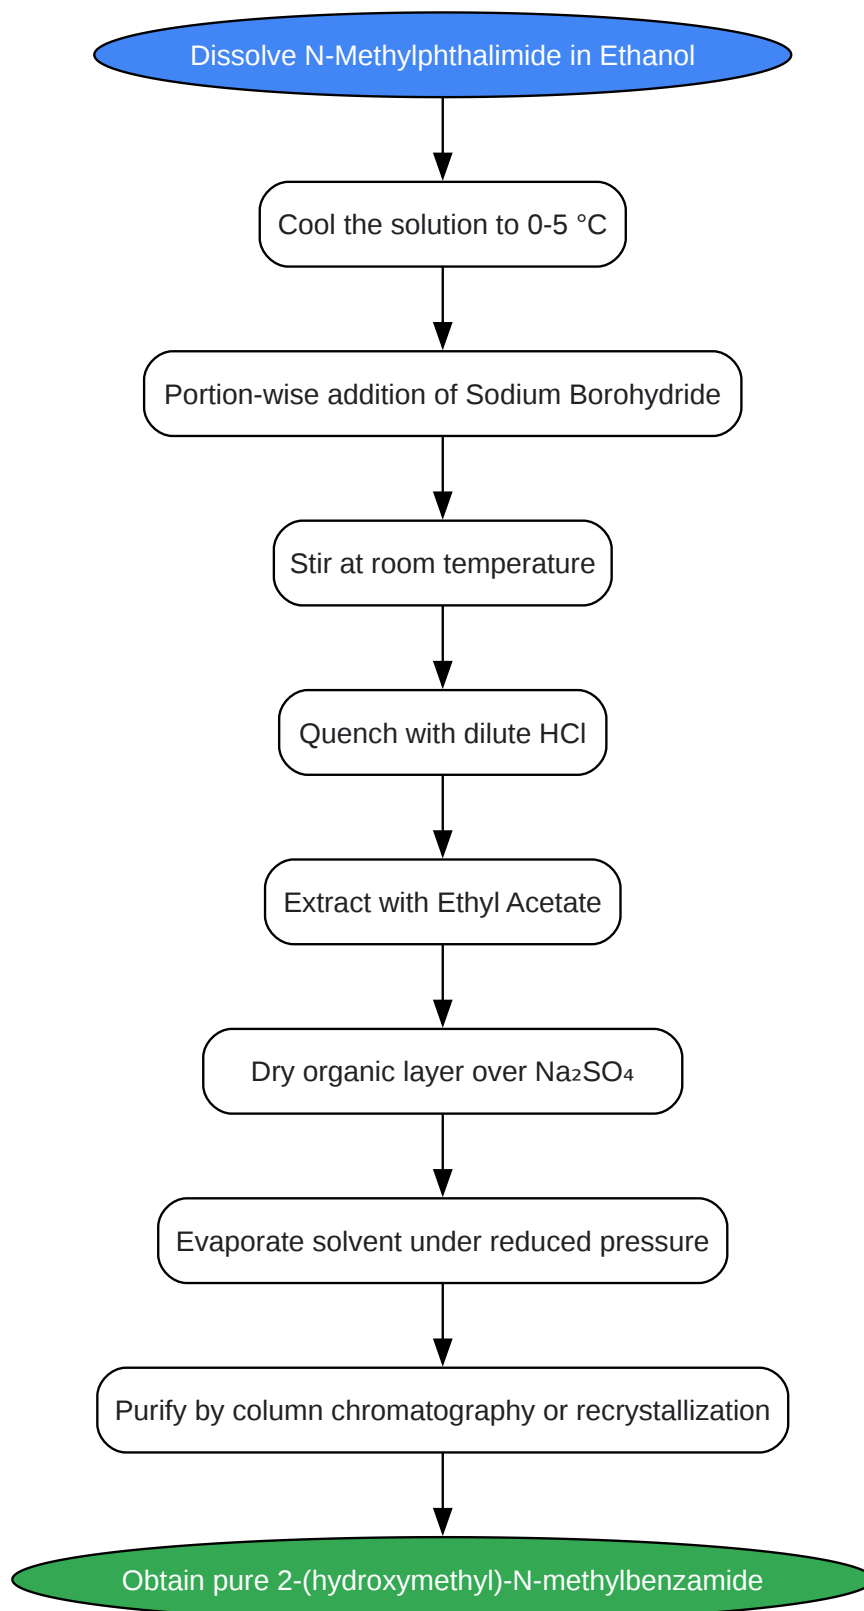 Dissolve N-Methylphthalimide in Ethanol
Cool the solution to 0-5 °C
Portion-wise addition of Sodium Borohydride
Stir at room temperature
Quench with dilute HCl
Extract with Ethyl Acetate
Dry organic layer over Na₂SO₄
Evaporate solvent under reduced pressure
Purify by column chromatography or recrystallization
Obtain pure 2-(hydroxymethyl)-N-methylbenzamide